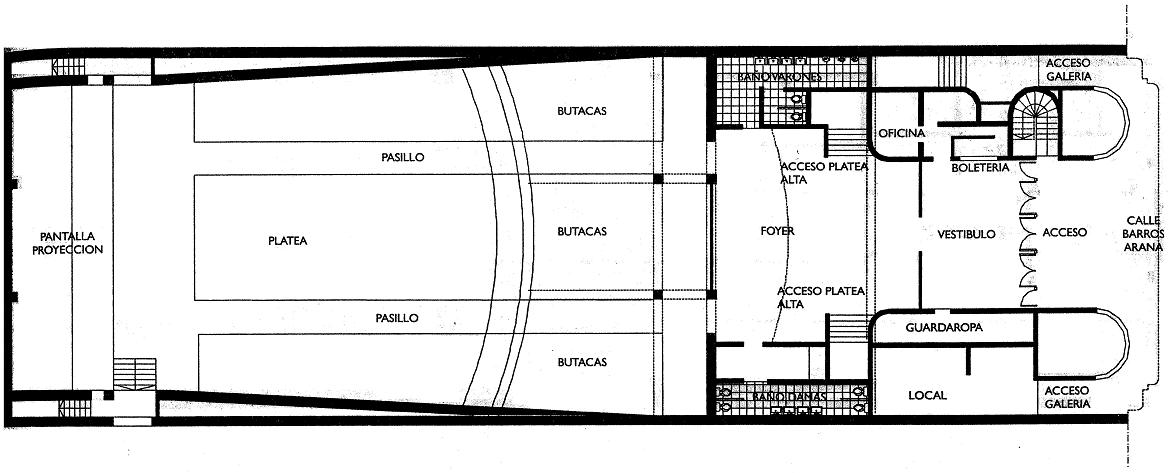 ACCESO
GALERIA
BAÑO VARONES
BUTACAS
OFICINA
PASILLO
ACCESO PLATEA
ALTA
BOLETERIA
PANTALLA
PROYECCION
PLATEA
BUTACAS
FOYER
VESTIBULO
ACCESO
CALLE
BARROS
ARANA
ACCESO PLATEA
ALTA
PASILLO
GUARDAROPA
BUTACAS
BAÑO DAMAS
LOCAL
ACCESO
GALERIA